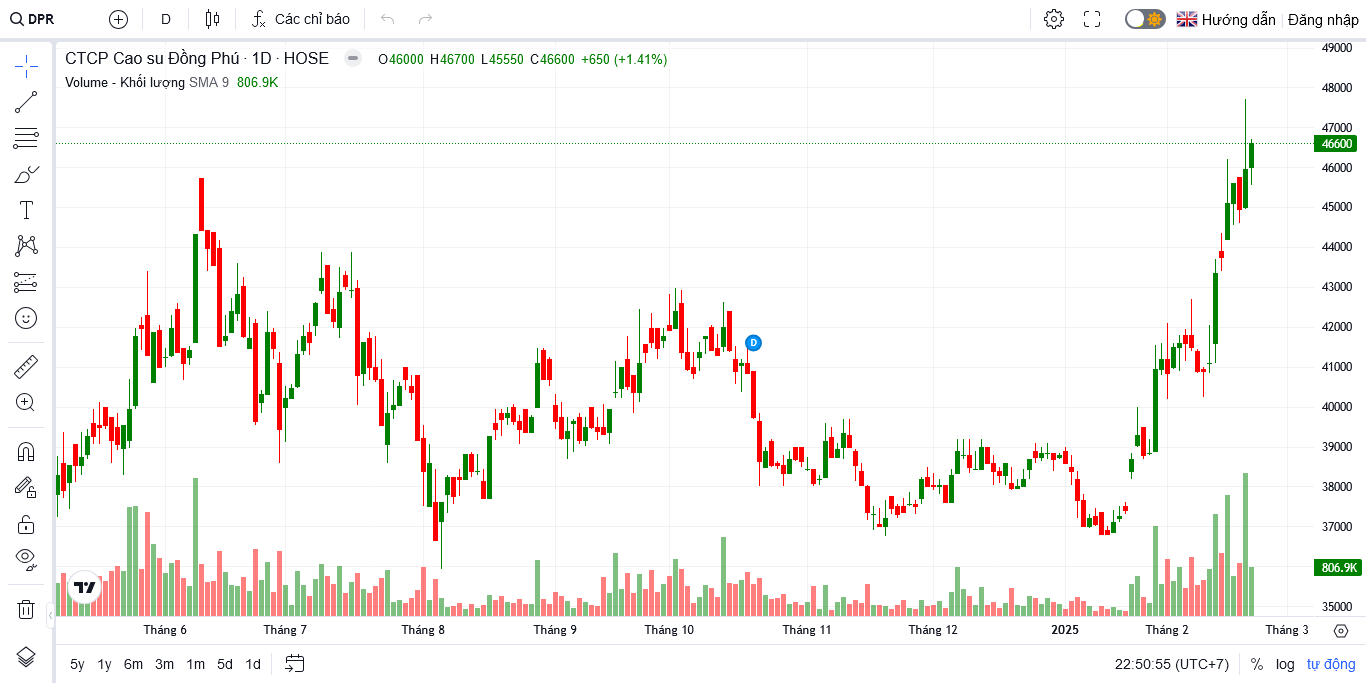 DPR D Các chỉ báo Hướng dẫn Đăng nhập
CTCP Cao su Đồng Phú · 1D · HOSE O46000 H46700 L45550 C46600 +650 (+1.41%)
Volume - Khối lượng SMA 9 806.9K
49000
48000
47000
46600
46000
45000
44000
43000
42000
41000
40000
39000
38000
37000
806.9K
35000
D
Tháng 6 Tháng 7 Tháng 8 Tháng 9 Tháng 10 Tháng 11 Tháng 12 2025 Tháng 2 Tháng 3
5y 1y 6m 3m 1m 5d 1d 22:50:55 (UTC+7) % log tự động